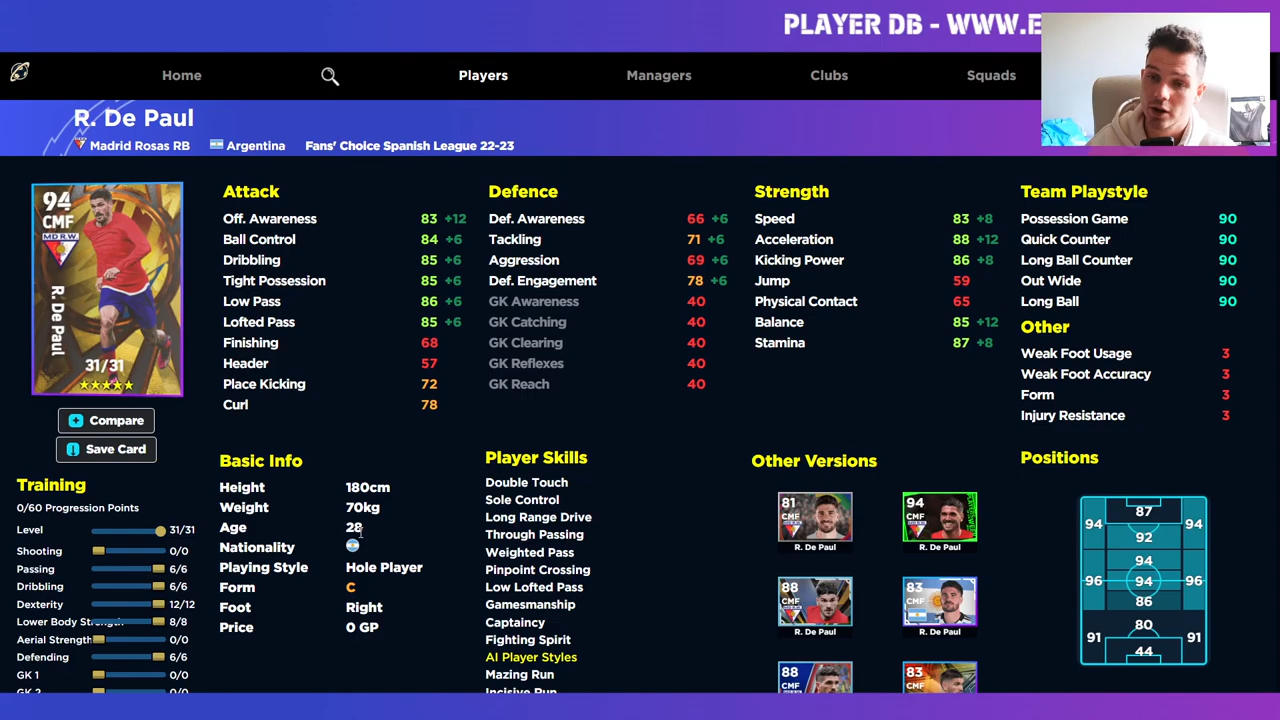 PLAYER DB - WWW.E
Home Players Managers Clubs Squads
R. De Paul
Madrid Rosas RB Argentina Fans' Choice Spanish League 22-23
94
CMF
MD R.W
R. De Paul
31/31
Compare
Save Card
Attack
Off. Awareness 83 +12
Ball Control 84 +6
Dribbling 85 +6
Tight Possession 85 +6
Low Pass 86 +6
Lofted Pass 85 +6
Finishing 68
Header 57
Place Kicking 72
Curl 78
Defence
Def. Awareness 66 +6
Tackling 71 +6
Aggression 69 +6
Def. Engagement 78 +6
GK Awareness 40
GK Catching 40
GK Clearing 40
GK Reflexes 40
GK Reach 40
Strength
Speed 83 +8
Acceleration 88 +12
Kicking Power 86 +8
Jump 59
Physical Contact 65
Balance 85 +12
Stamina 87 +8
Team Playstyle
Possession Game 90
Quick Counter 90
Long Ball Counter 90
Out Wide 90
Long Ball 90
Other
Weak Foot Usage 3
Weak Foot Accuracy 3
Form 3
Injury Resistance 3
Training
0/60 Progression Points
Level 31/31
Shooting 0/0
Passing 6/6
Dribbling 6/6
Dexterity 12/12
Lower Body Strength 8/8
Aerial Strength 0/0
Defending 6/6
GK 1 0/0
GK 2 0/0
Basic Info
Height 180cm
Weight 70kg
Age 28
Nationality
Playing Style Hole Player
Form C
Foot Right
Price 0 GP
Player Skills
Double Touch
Sole Control
Long Range Drive
Through Passing
Weighted Pass
Pinpoint Crossing
Low Lofted Pass
Gamesmanship
Captaincy
Fighting Spirit
AI Player Styles
Mazing Run
Incisive Run
Other Versions
81 CMF R. De Paul
94 CMF R. De Paul
88 CMF R. De Paul
83 CMF R. De Paul
88 CMF
83 CMF
Positions
87
94 92 94
94
96 94 96
86
91 80 91
44